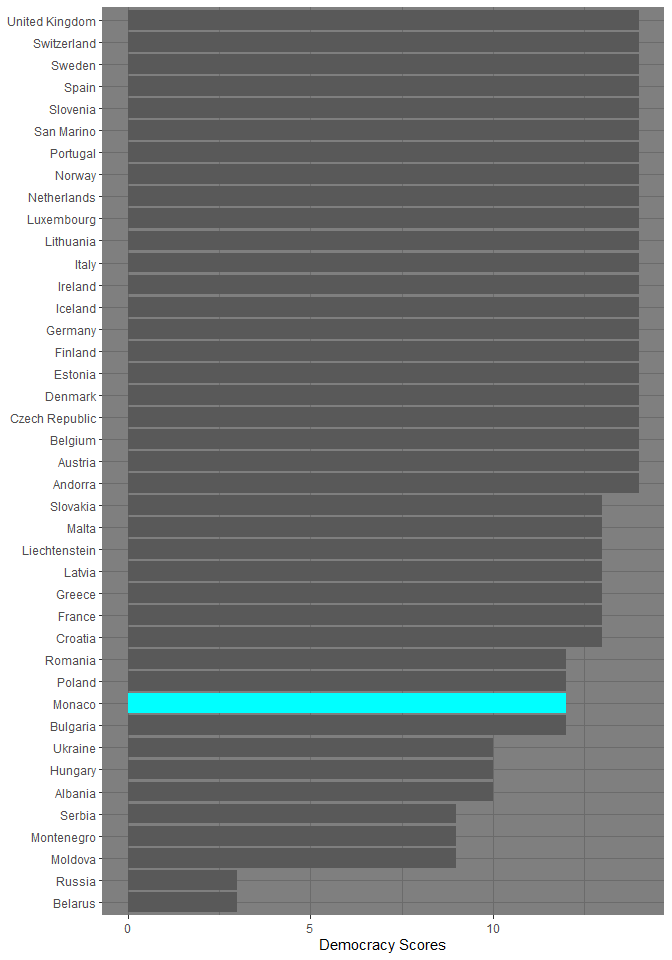 United Kingdom
Switzerland
Sweden
Spain
Slovenia
San Marino
Portugal
Norway
Netherlands
Luxembourg
Lithuania
Italy
Ireland
Iceland
Germany
Finland
Estonia
Denmark
Czech Republic
Belgium
Austria
Andorra
Slovakia
Malta
Liechtenstein
Latvia
Greece
France
Croatia
Romania
Poland
Monaco
Bulgaria
Ukraine
Hungary
Albania
Serbia
Montenegro
Moldova
Russia
Belarus
0 5 10
Democracy Scores